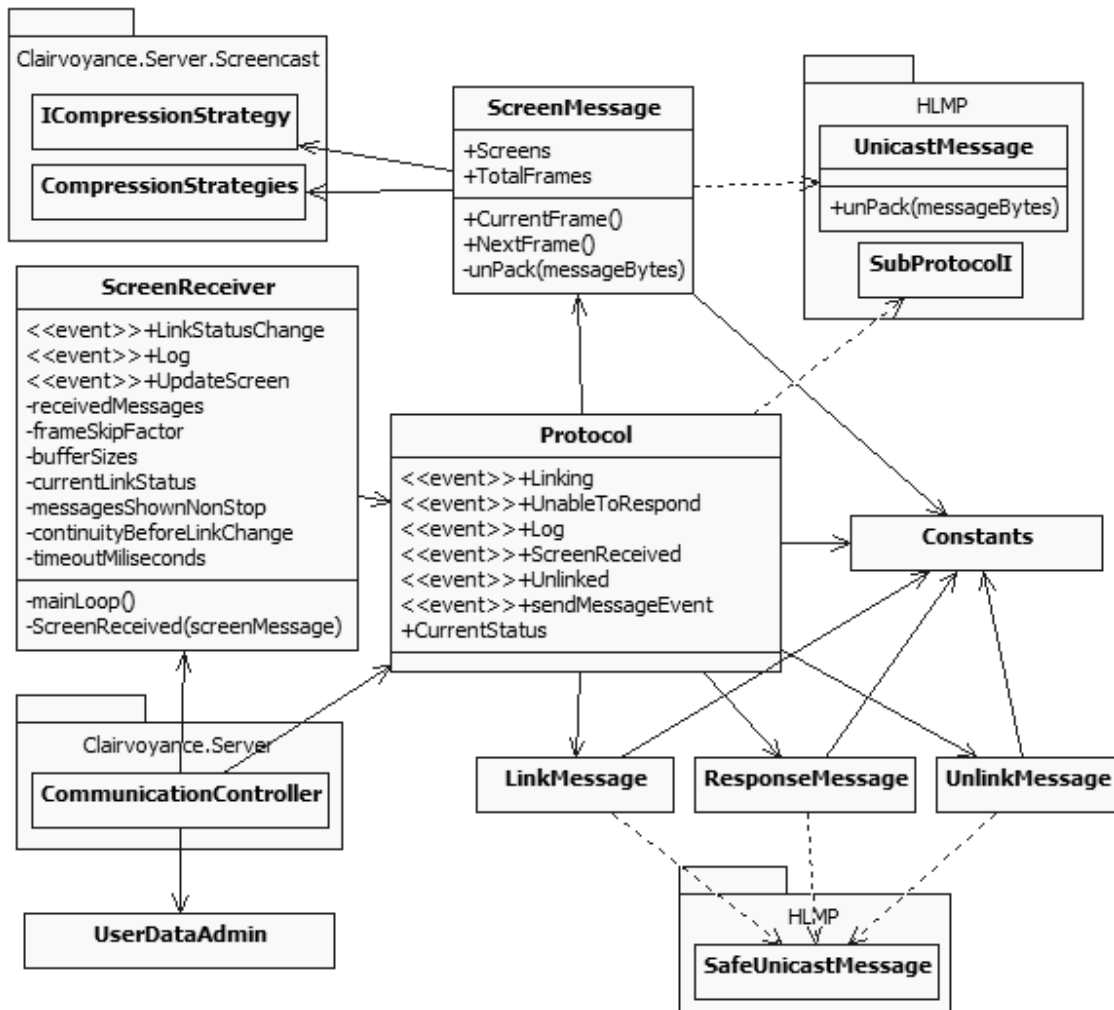 Clairvoyance.Server.Screencast
ICompressionStrategy
CompressionStrategies
ScreenMessage
+Screens
+TotalFrames
+CurrentFrame()
+NextFrame()
-unPack(messageBytes)
HLMP
UnicastMessage
+unPack(messageBytes)
SubProtocolI
ScreenReceiver
<<event>>+LinkStatusChange
<<event>>+Log
<<event>>+UpdateScreen
-receivedMessages
-frameSkipFactor
-bufferSizes
-currentLinkStatus
-messagesShownNonStop
-continuityBeforeLinkChange
-timeoutMiliseconds
-mainLoop()
-ScreenReceived(screenMessage)
Protocol
<<event>>+Linking
<<event>>+UnableToRespond
<<event>>+Log
<<event>>+ScreenReceived
<<event>>+Unlinked
<<event>>+sendMessageEvent
+CurrentStatus
Constants
Clairvoyance.Server
CommunicationController
LinkMessage
ResponseMessage
UnlinkMessage
UserDataAdmin
HLMP
SafeUnicastMessage